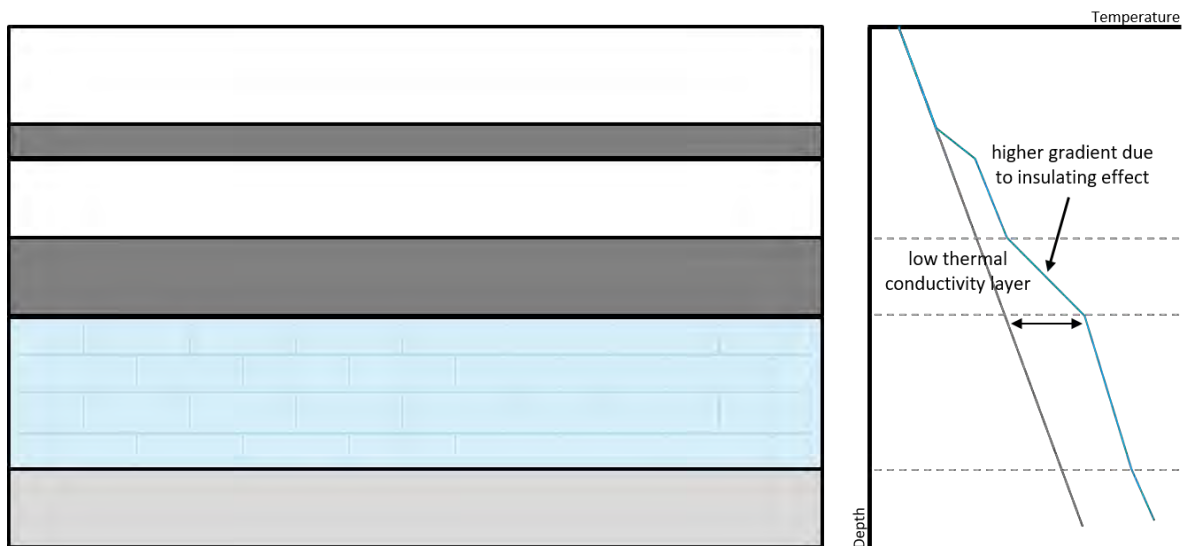 Temperature
higher gradient due
to insulating effect
low thermal
conductivity layer
Depth